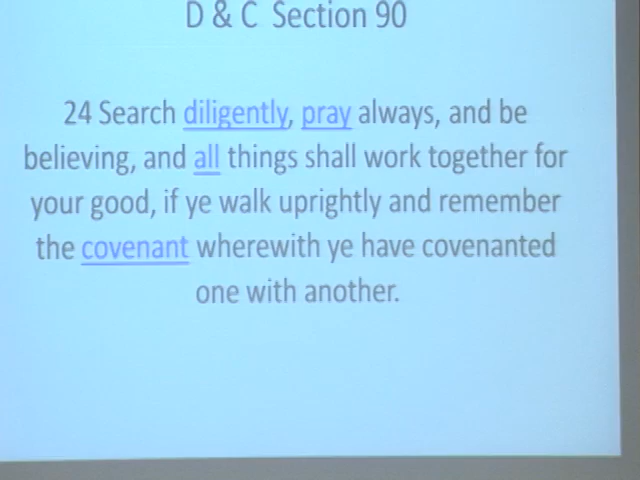 D & C Section 90
24 Search diligently, pray always, and be
believing, and all things shall work together for
your good, if ye walk uprightly and remember
the covenant wherewith ye have covenanted
one with another.